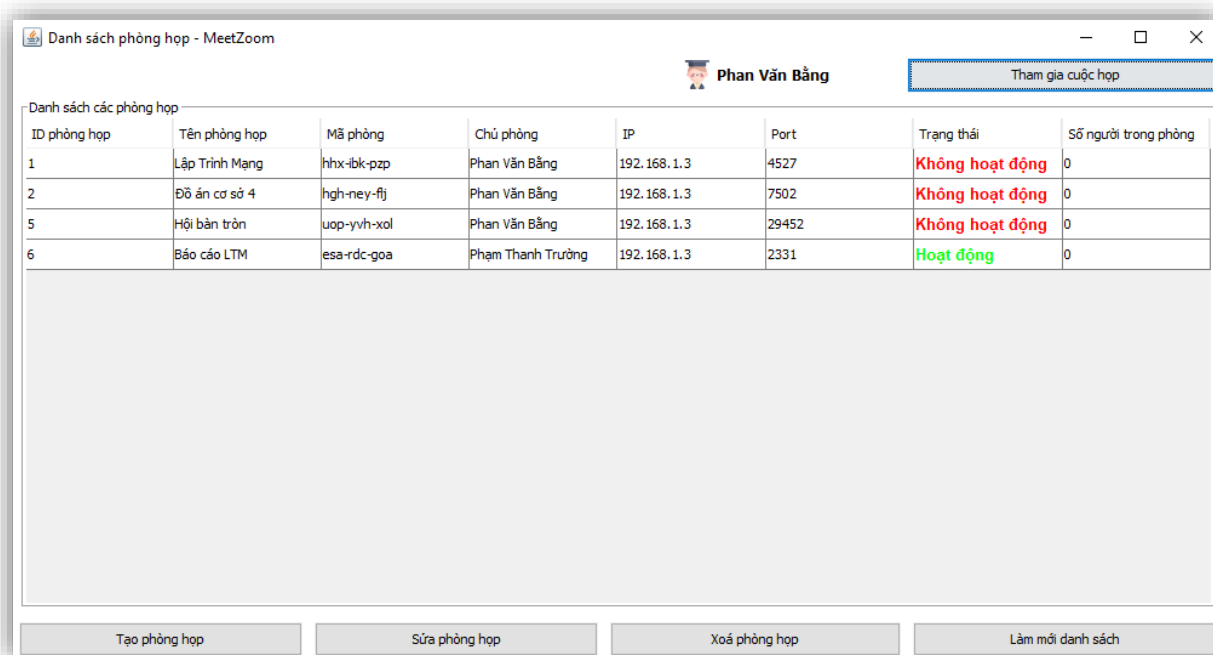 Danh sách phòng họp - MeetZoom
Phan Văn Bằng Tham gia cuộc họp
Danh sách các phòng họp
ID phòng họp Tên phòng họp Mã phòng Chủ phòng IP Port Trạng thái Số người trong phòng
1 Lập Trình Mạng hhx-ibk-pzp Phan Văn Bằng 192.168.1.3 4527 Không hoạt động 0
2 Đồ án cơ sở 4 hgh-ney-flj Phan Văn Bằng 192.168.1.3 7502 Không hoạt động 0
5 Hội bàn tròn uop-yvh-xol Phan Văn Bằng 192.168.1.3 29452 Không hoạt động 0
6 Báo cáo LTM esa-rdc-goa Phạm Thanh Trường 192.168.1.3 2331 Hoạt động 0
Tạo phòng họp Sửa phòng họp Xoá phòng họp Làm mới danh sách